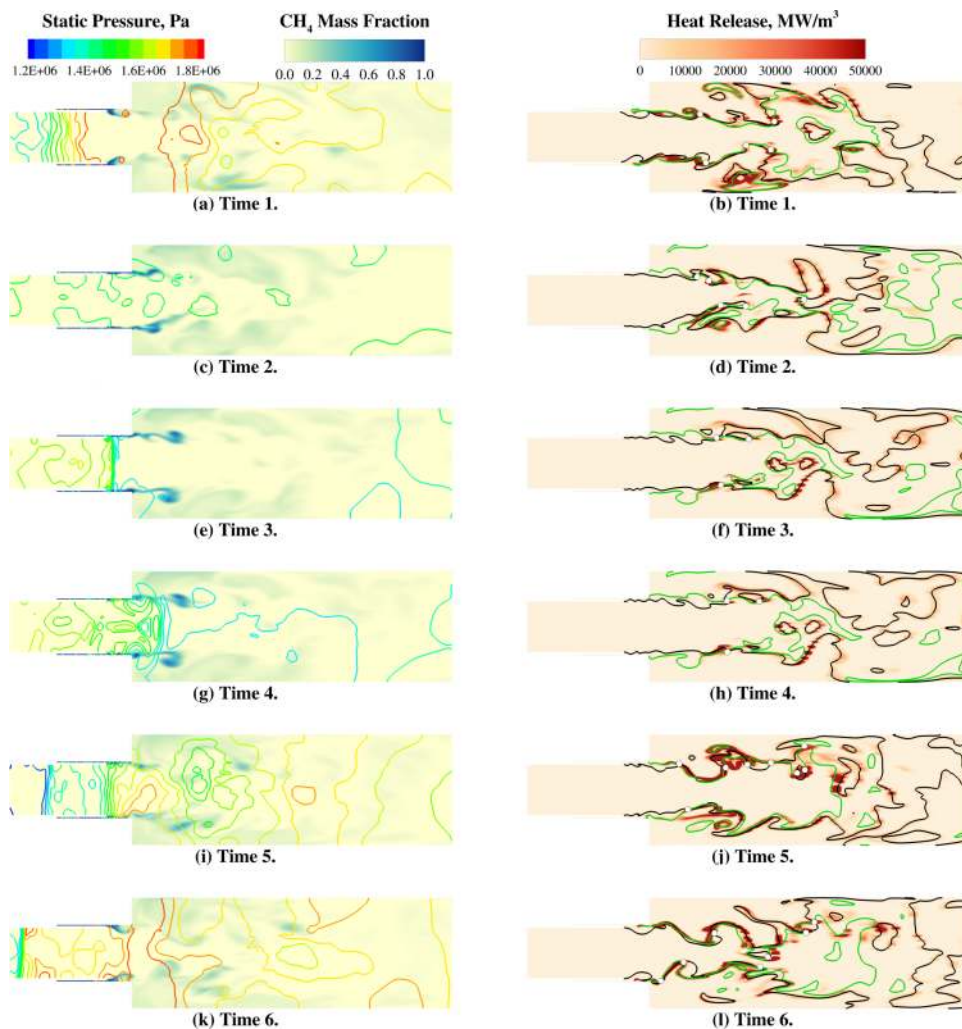 Static Pressure, Pa
CH4 Mass Fraction
Heat Release, MW/m³
1.2E+06 1.4E+06 1.6E+06 1.8E+06
0.0 0.2 0.4 0.6 0.8 1.0
0 10000 20000 30000 40000 50000
(a) Time 1.
(b) Time 1.
(c) Time 2.
(d) Time 2.
(e) Time 3.
(f) Time 3.
(g) Time 4.
(h) Time 4.
(i) Time 5.
(j) Time 5.
(k) Time 6.
(l) Time 6.